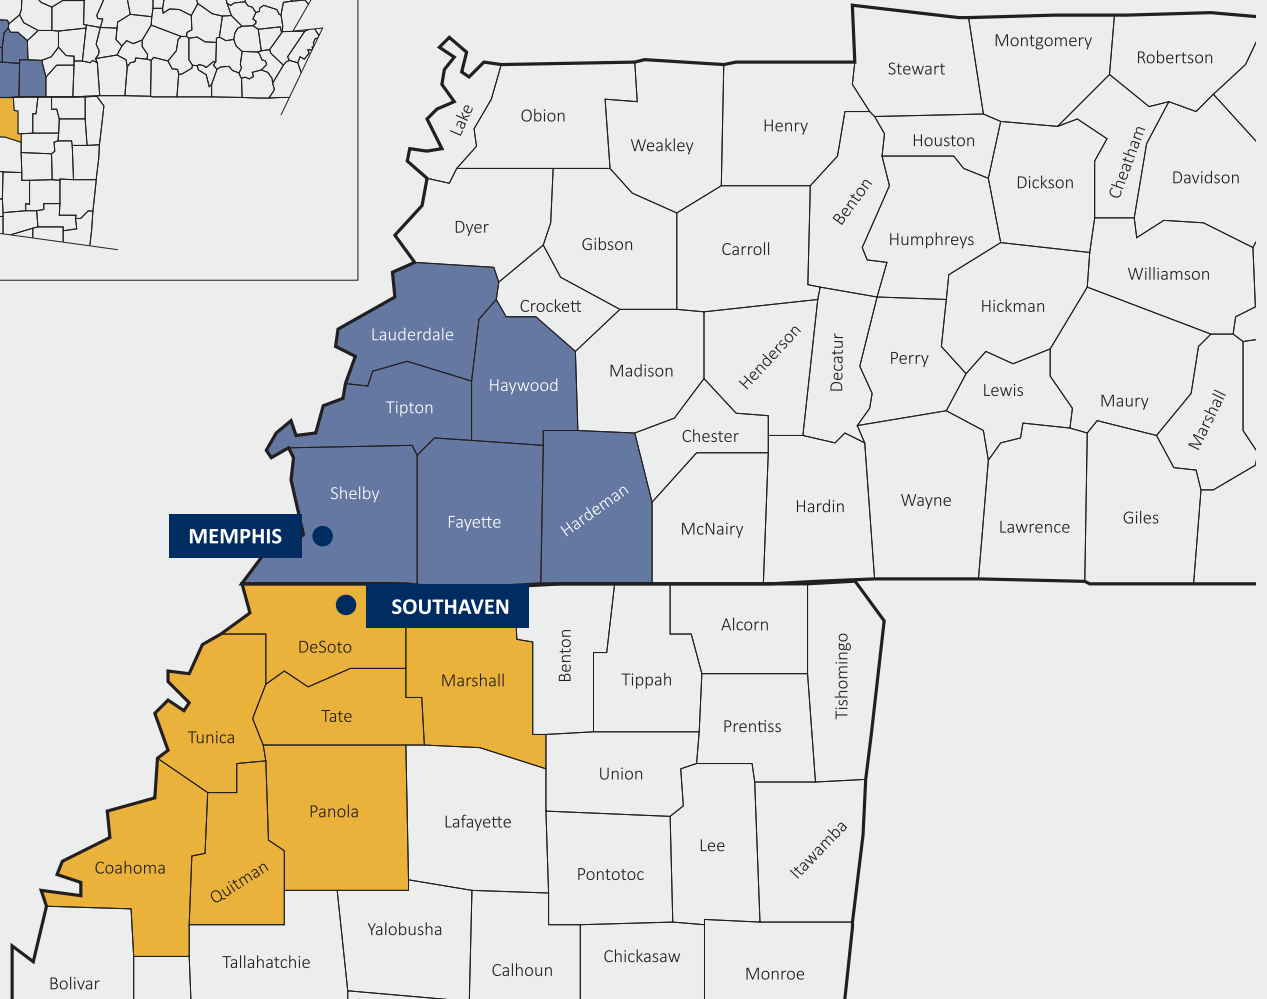 Montgomery
Robertson
Stewart
Lake
Obion
Weakley
Henry
Houston
Cheatham
Dickson
Davidson
Benton
Dyer
Gibson
Carroll
Humphreys
Williamson
Crockett
Hickman
Lauderdale
Haywood
Madison
Henderson
Decatur
Perry
Lewis
Maury
Marshall
Tipton
Chester
Shelby
Fayette
Hardeman
McNairy
Hardin
Wayne
Lawrence
Giles
MEMPHIS
SOUTHAVEN
DeSoto
Marshall
Benton
Tippah
Alcorn
Tishomingo
Tate
Tunica
Prentiss
Union
Panola
Lafayette
Lee
Itawamba
Coahoma
Quitman
Pontotoc
Yalobusha
Tallahatchie
Calhoun
Chickasaw
Monroe
Bolivar